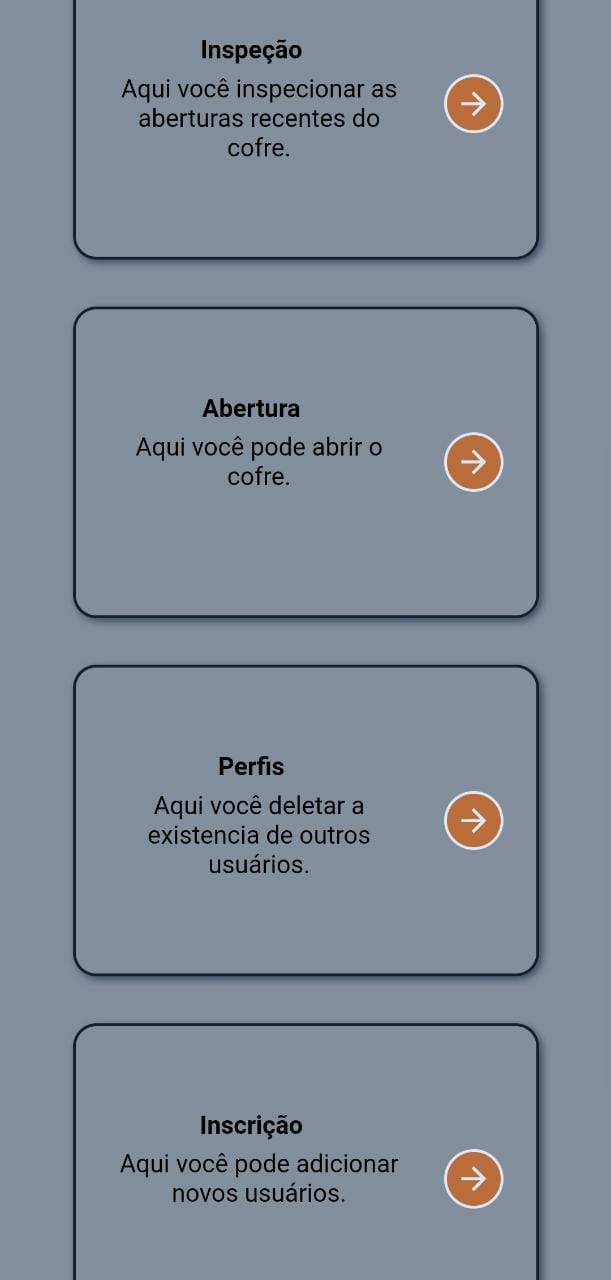 Inspeção
Aqui você inspecionar as
aberturas recentes do
cofre.
Abertura
Aqui você pode abrir o
cofre.
Perfis
Aqui você deletar a
existencia de outros
usuários.
Inscrição
Aqui você pode adicionar
novos usuários.